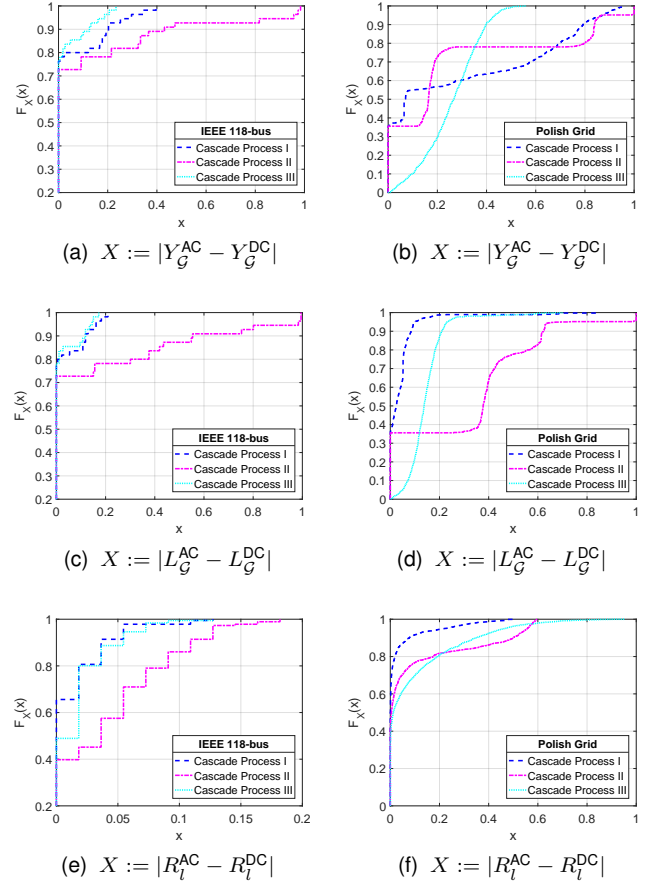 1
0.9
0.8
0.7
0.6
0.5
0.4
0.3
0.2
F_X(x)
0 0.2 0.4 0.6 0.8 1
x
IEEE 118-bus
Cascade Process I
Cascade Process II
Cascade Process III
(a) X := |Y_𝒢^AC − Y_𝒢^DC|
1
0.9
0.8
0.7
0.6
0.5
0.4
0.3
0.2
0.1
0
F_X(x)
0 0.2 0.4 0.6 0.8 1
x
Polish Grid
Cascade Process I
Cascade Process II
Cascade Process III
(b) X := |Y_𝒢^AC − Y_𝒢^DC|
1
0.9
0.8
0.7
0.6
0.5
0.4
0.3
0.2
F_X(x)
0 0.2 0.4 0.6 0.8 1
x
IEEE 118-bus
Cascade Process I
Cascade Process II
Cascade Process III
(c) X := |L_𝒢^AC − L_𝒢^DC|
1
0.9
0.8
0.7
0.6
0.5
0.4
0.3
0.2
0.1
0
F_X(x)
0 0.2 0.4 0.6 0.8 1
x
Polish Grid
Cascade Process I
Cascade Process II
Cascade Process III
(d) X := |L_𝒢^AC − L_𝒢^DC|
1
0.8
0.6
0.4
0.2
F_X(x)
0 0.05 0.1 0.15 0.2
x
IEEE 118-bus
Cascade Process I
Cascade Process II
Cascade Process III
(e) X := |R_l^AC − R_l^DC|
1
0.8
0.6
0.4
0.2
0
F_X(x)
0 0.2 0.4 0.6 0.8 1
x
Polish Grid
Cascade Process I
Cascade Process II
Cascade Process III
(f) X := |R_l^AC − R_l^DC|